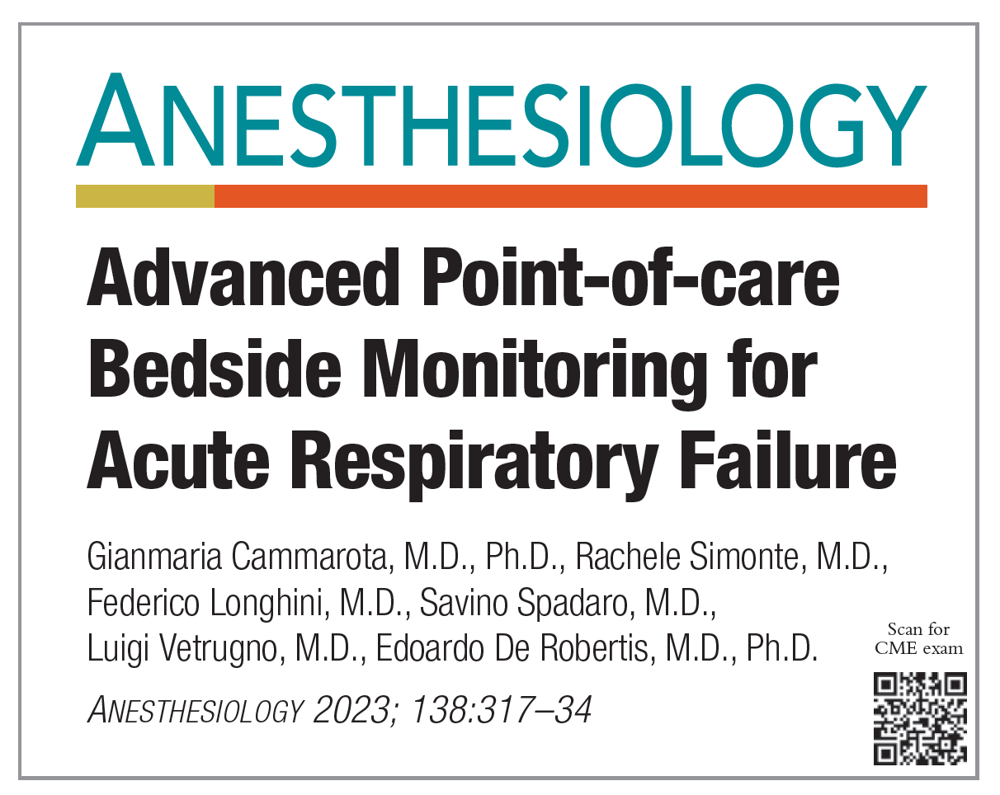 ANESTHESIOLOGY
Advanced Point-of-care
Bedside Monitoring for
Acute Respiratory Failure
Gianmaria Cammarota, M.D., Ph.D., Rachele Simonte, M.D.,
Federico Longhini, M.D., Savino Spadaro, M.D.,
Luigi Vetrugno, M.D., Edoardo De Robertis, M.D., Ph.D.
ANESTHESIOLOGY 2023; 138:317–34
Scan for
CME exam